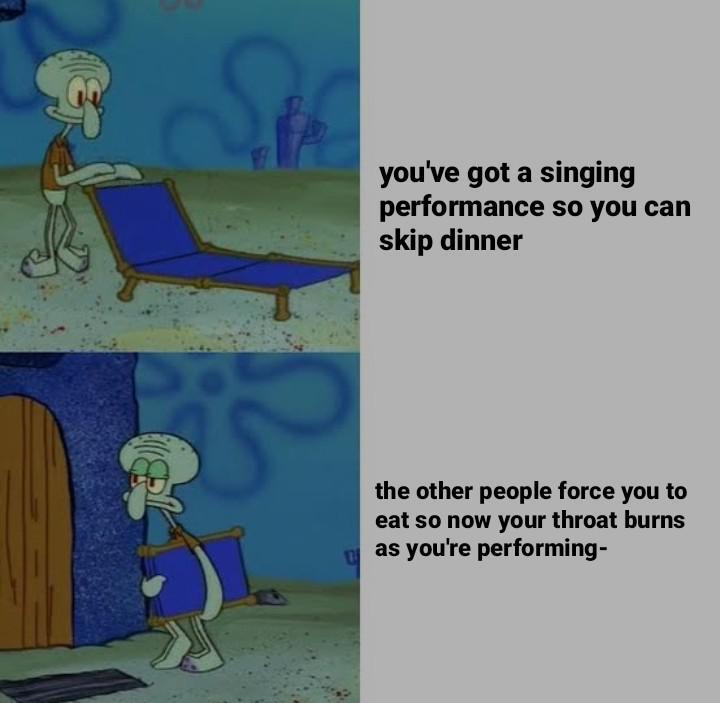 you've got a singing
performance so you can
skip dinner
the other people force you to
eat so now your throat burns
as you're performing-